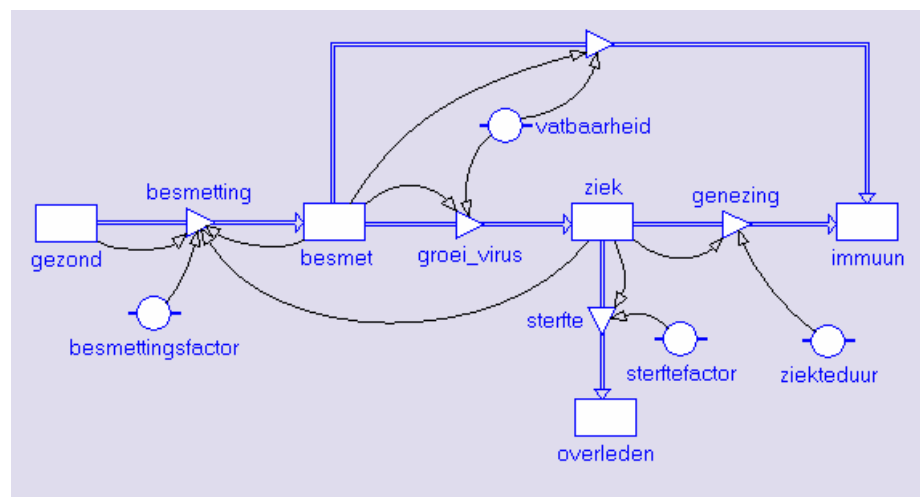 vatbaarheid
besmetting
ziek
genezing
gezond
besmet
groei_virus
immuun
sterfte
besmettingsfactor
sterftefactor
ziekteduur
overleden